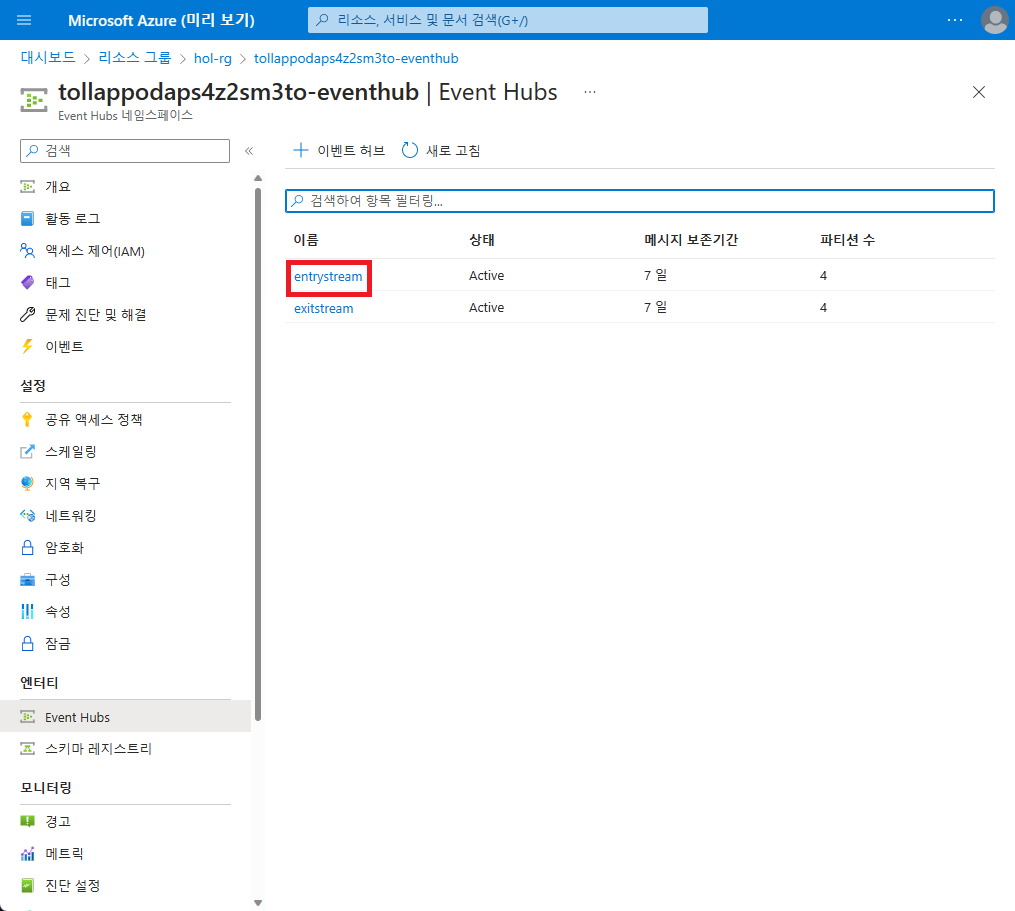 Microsoft Azure (미리 보기)
리소스, 서비스 및 문서 검색(G+/)
대시보드 > 리소스 그룹 > hol-rg > tollappodaps4z2sm3to-eventhub
tollappodaps4z2sm3to-eventhub | Event Hubs ...
Event Hubs 네임스페이스
검색
«
개요
활동 로그
액세스 제어(IAM)
태그
문제 진단 및 해결
이벤트
설정
공유 액세스 정책
스케일링
지역 복구
네트워킹
암호화
구성
속성
잠금
엔터티
Event Hubs
스키마 레지스트리
모니터링
경고
메트릭
진단 설정
이벤트 허브 새로 고침
검색하여 항목 필터링...
이름 상태 메시지 보존기간 파티션 수
entrystream Active 7 일 4
exitstream Active 7 일 4